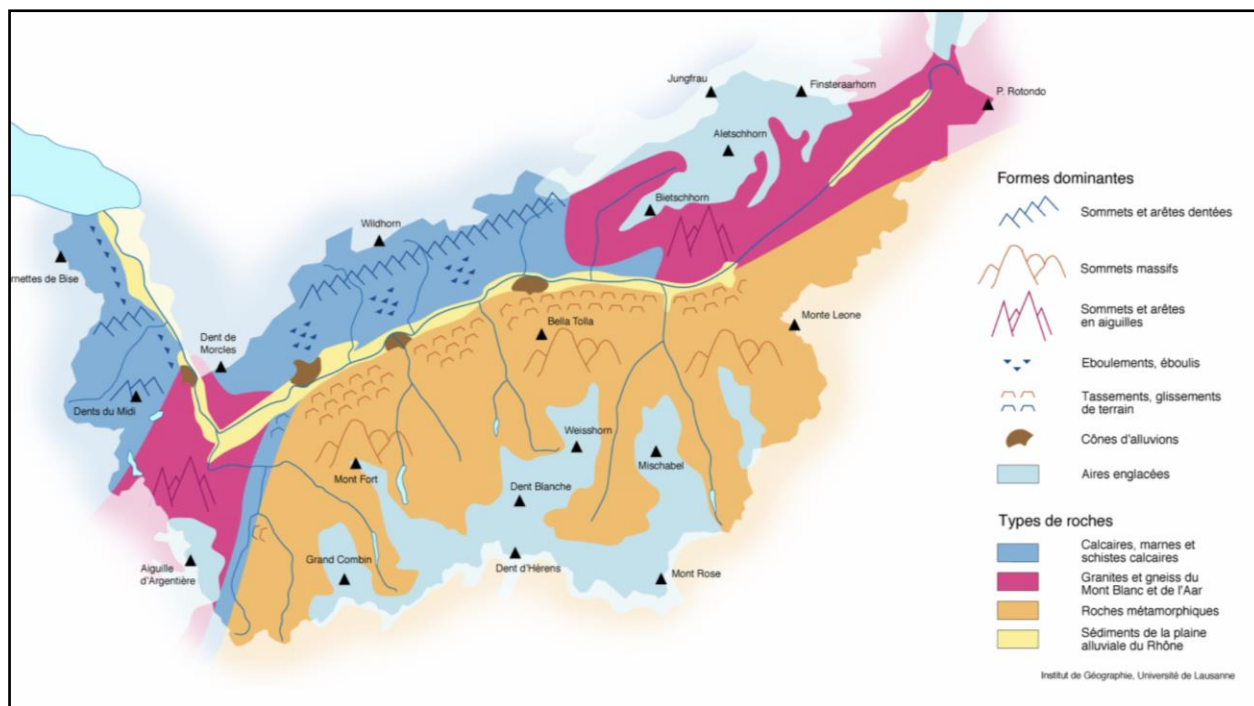 Jungfrau
Finsteraarhorn
P. Rotondo
Aletschhorn
Bietschhorn
Wildhorn
rnettes de Bise
Dent de
Morcles
Bella Tolla
Monte Leone
Dents du Midi
Weisshorn
Mischabel
Mont Fort
Dent Blanche
Aiguille
d'Argentière
Grand Combin
Dent d'Hérens
Mont Rose
Formes dominantes
Sommets et arêtes dentées
Sommets massifs
Sommets et arêtes
en aiguilles
Eboulements, éboulis
Tassements, glissements
de terrain
Cônes d'alluvions
Aires englacées
Types de roches
Calcaires, marnes et
schistes calcaires
Granites et gneiss du
Mont Blanc et de l'Aar
Roches métamorphiques
Sédiments de la plaine
alluviale du Rhône
Institut de Géographie, Université de Lausanne